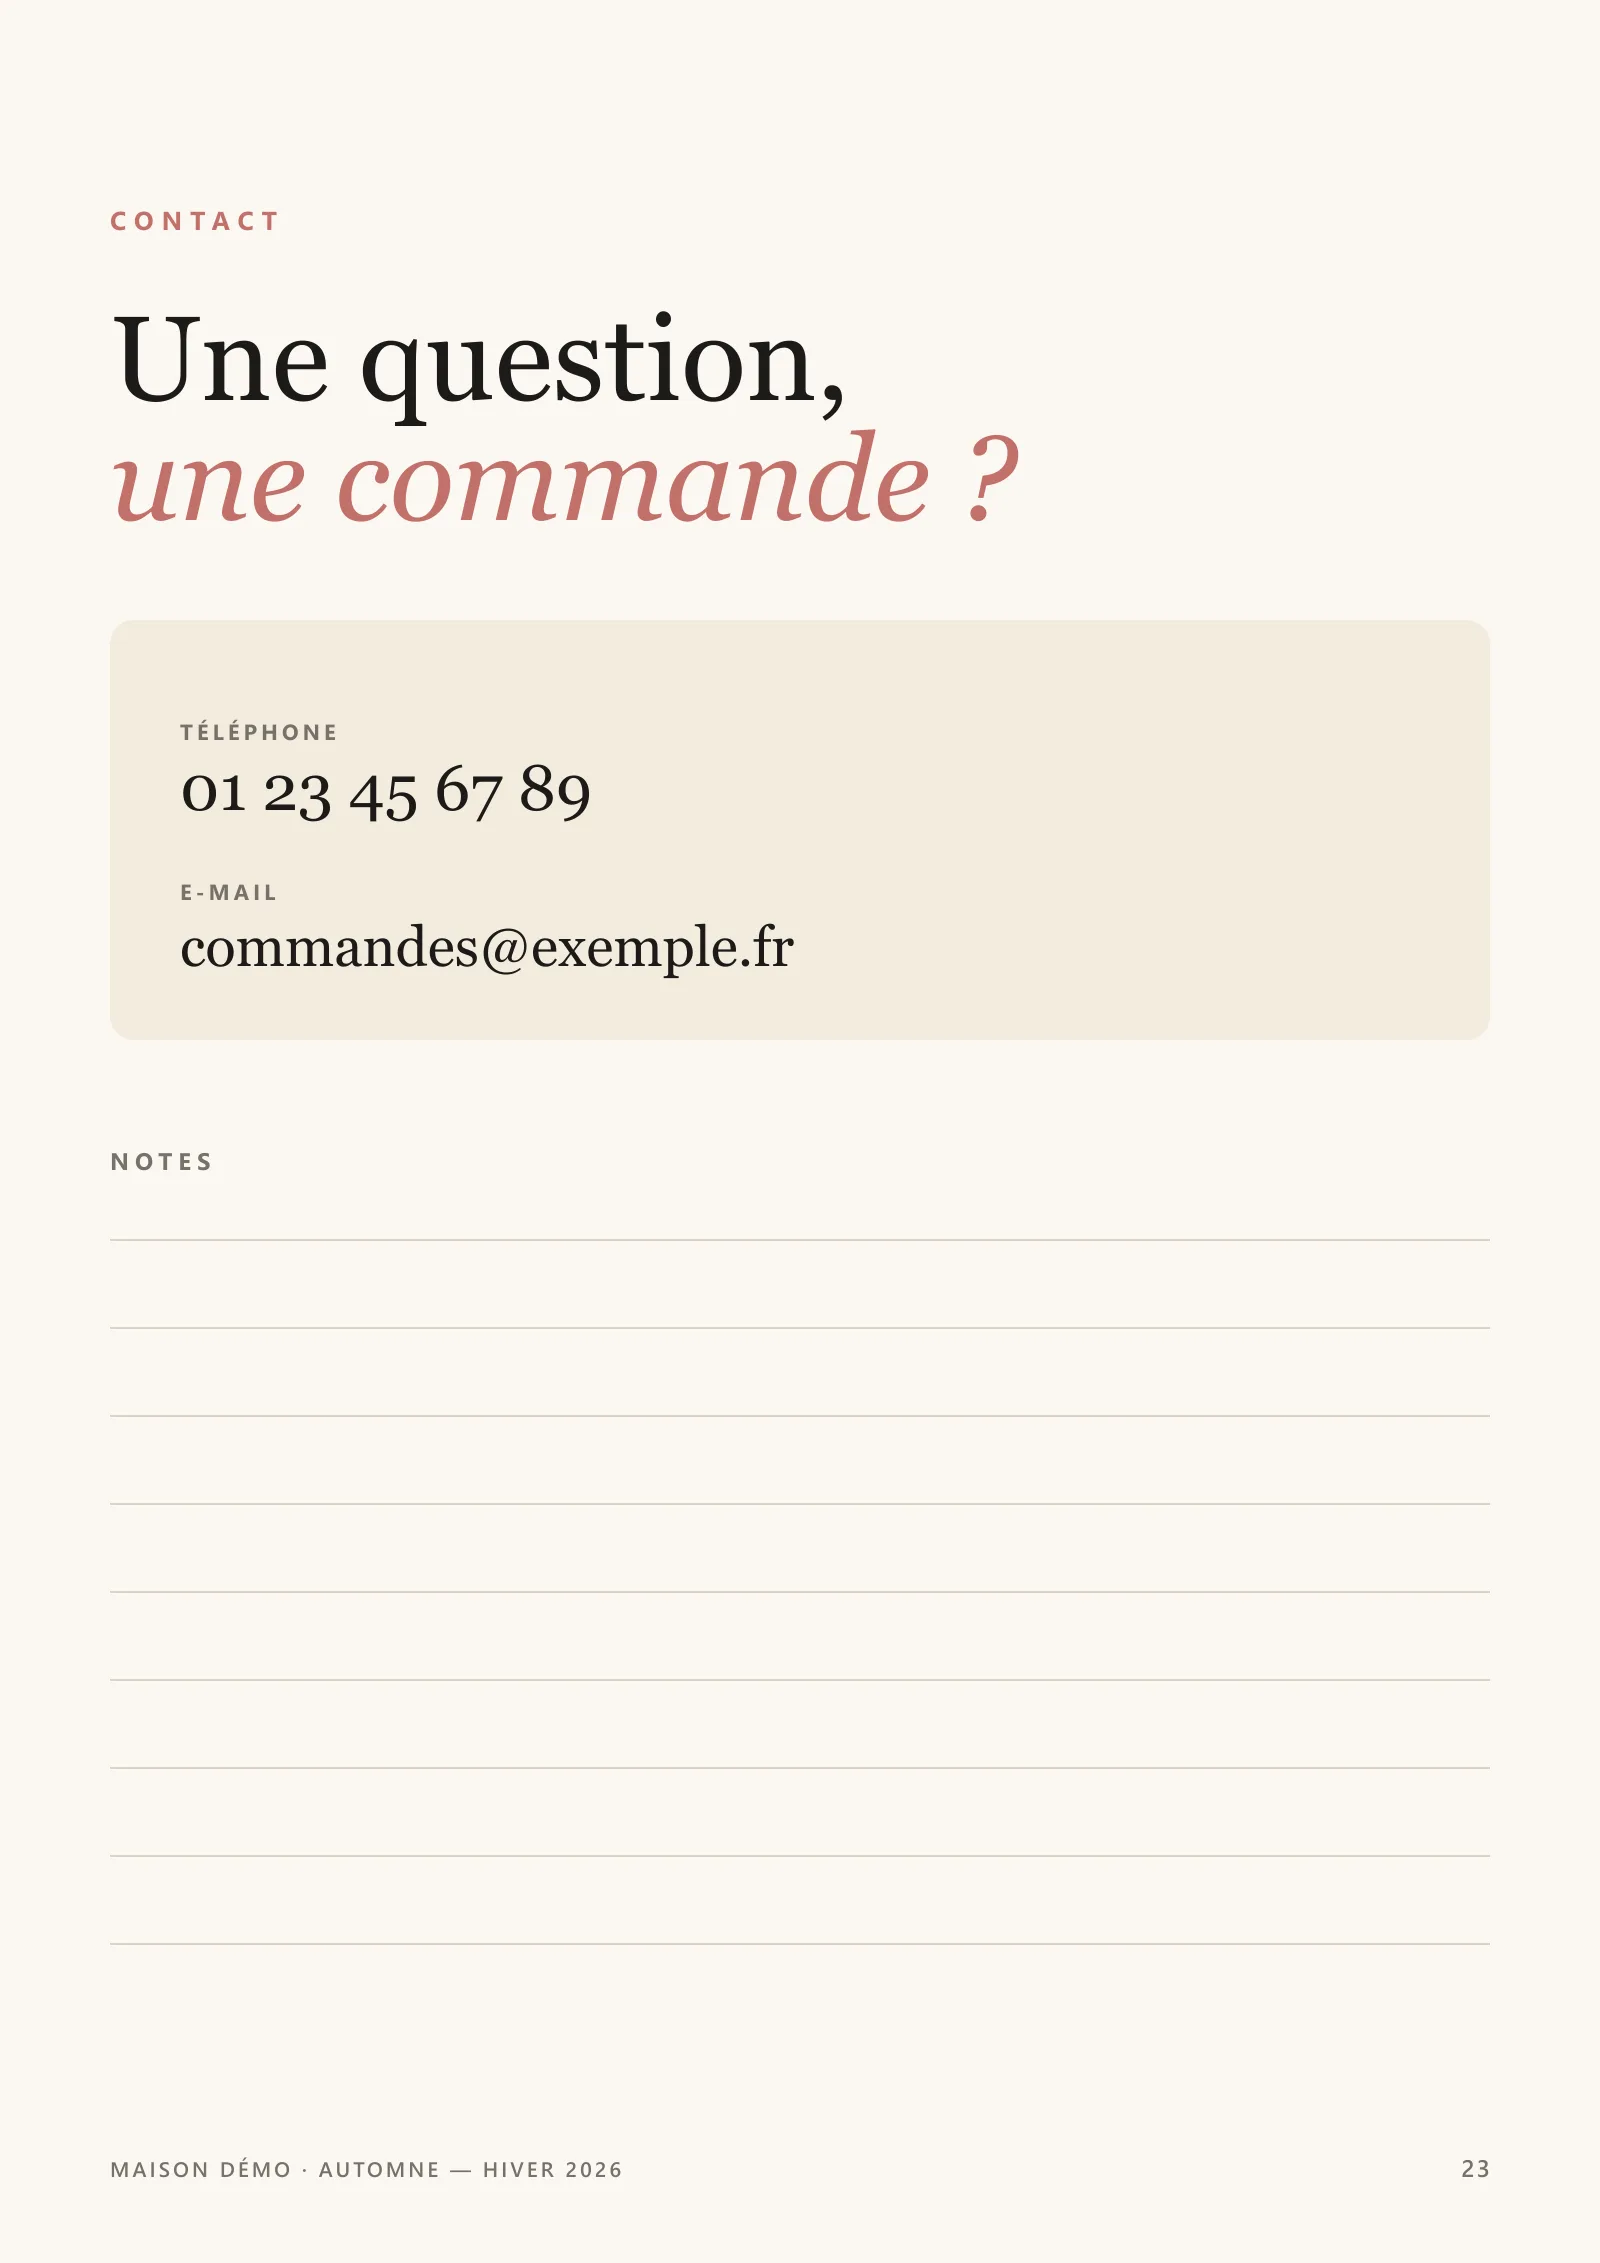 CONTACT
Une question,
une commande ?
TÉLÉPHONE
01 23 45 67 89
E-MAIL
commandes@exemple.fr
NOTES
MAISON DÉMO · AUTOMNE — HIVER 2026
23